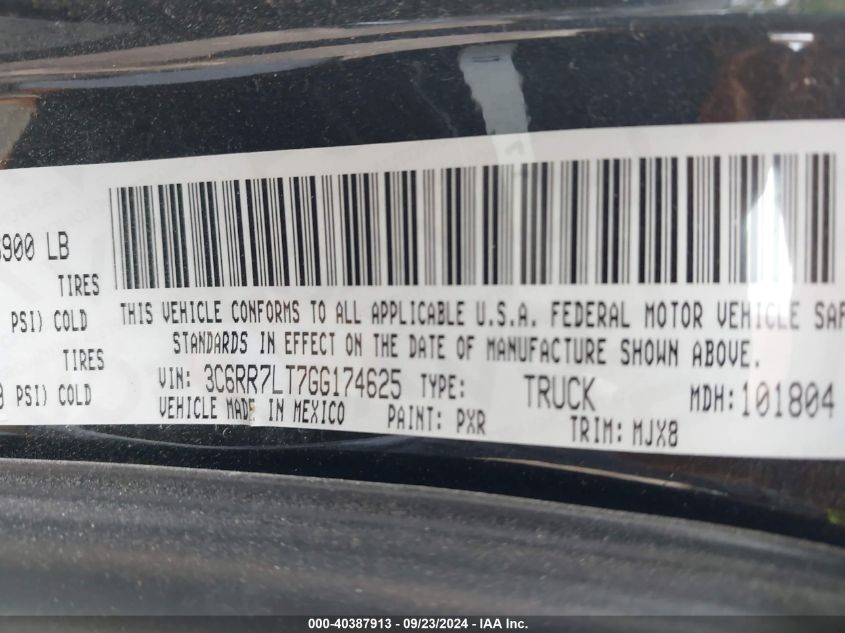 900 LB
TIRES
PSI) COLD
TIRES
PSI) COLD
THIS VEHICLE CONFORMS TO ALL APPLICABLE U.S.A. FEDERAL MOTOR VEHICLE SAF
STANDARDS IN EFFECT ON THE DATE OF MANUFACTURE SHOWN ABOVE.
VIN: 3C6RR7LT7GG174625 TYPE: TRUCK MDH:101804
VEHICLE MADE IN MEXICO PAINT: PXR TRIM: MJX8
000-40387913 - 09/23/2024 - IAA Inc.